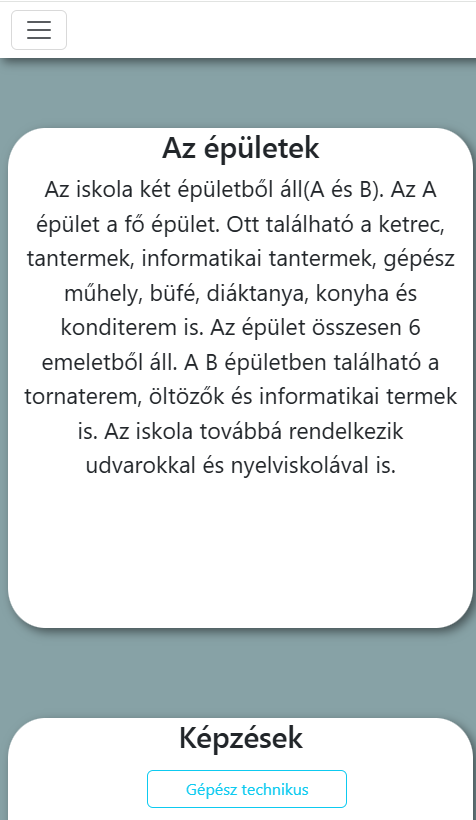 Az épületek
Az iskola két épületből áll(A és B). Az A
épület a fő épület. Ott található a ketrec,
tantermek, informatikai tantermek, gépész
műhely, büfé, diáktanya, konyha és
konditerem is. Az épület összesen 6
emeletből áll. A B épületben található a
tornaterem, öltözők és informatikai termek
is. Az iskola továbbá rendelkezik
udvarokkal és nyelviskolával is.
Képzések
Gépész technikus